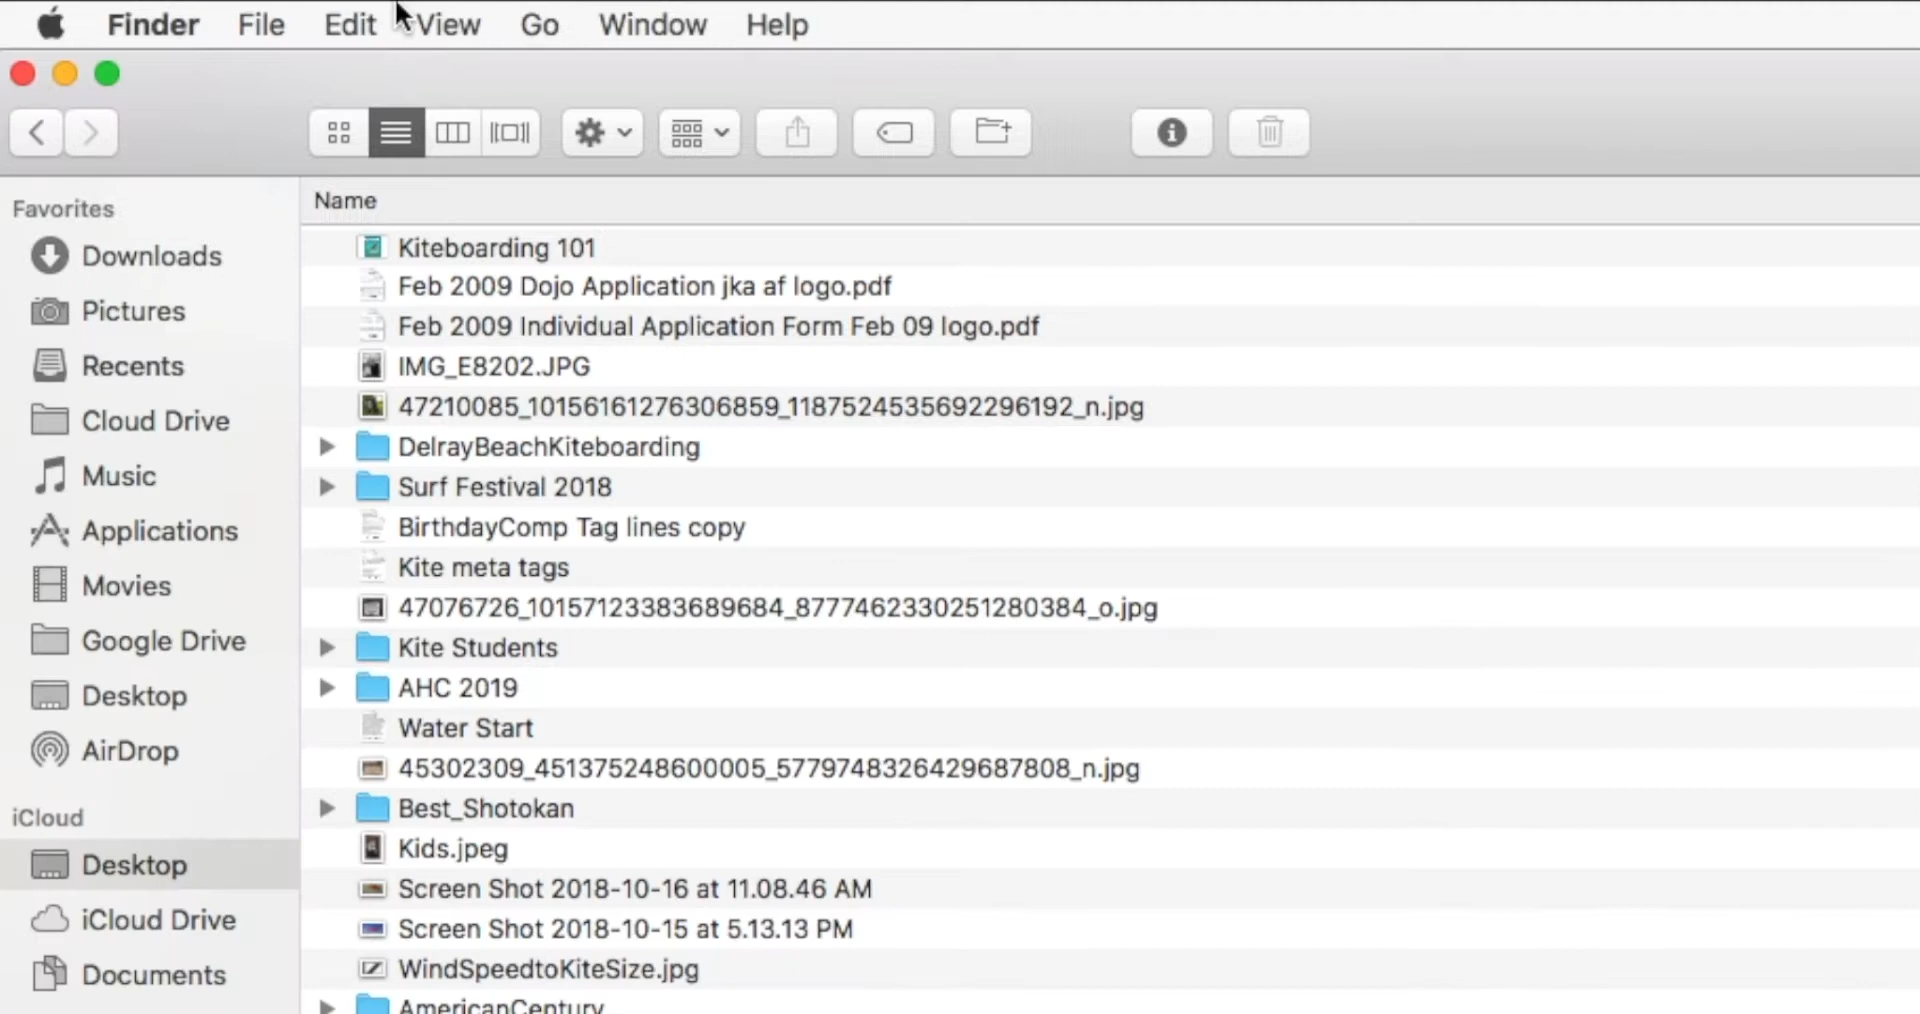 Finder File Edit View Go Window Help
Favorites
Downloads
Pictures
Recents
Cloud Drive
Music
Applications
Movies
Google Drive
Desktop
AirDrop
iCloud
Desktop
iCloud Drive
Documents
Name
Kiteboarding 101
Feb 2009 Dojo Application jka af logo.pdf
Feb 2009 Individual Application Form Feb 09 logo.pdf
IMG_E8202.JPG
47210085_10156161276306859_1187524535692296192_n.jpg
DelrayBeachKiteboarding
Surf Festival 2018
BirthdayComp Tag lines copy
Kite meta tags
47076726_10157123383689684_8777462330251280384_o.jpg
Kite Students
AHC 2019
Water Start
45302309_451375248600005_5779748326429687808_n.jpg
Best_Shotokan
Kids.jpeg
Screen Shot 2018-10-16 at 11.08.46 AM
Screen Shot 2018-10-15 at 5.13.13 PM
WindSpeedtoKiteSize.jpg
AmericanCentury